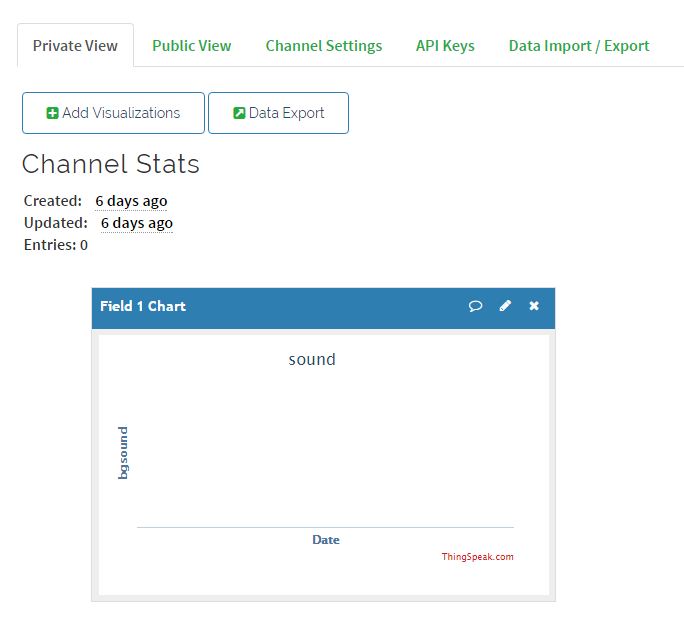 Private View Public View Channel Settings API Keys Data Import / Export
Add Visualizations Data Export
Channel Stats
Created: 6 days ago
Updated: 6 days ago
Entries: 0
Field 1 Chart
sound
bgsound
Date
ThingSpeak.com